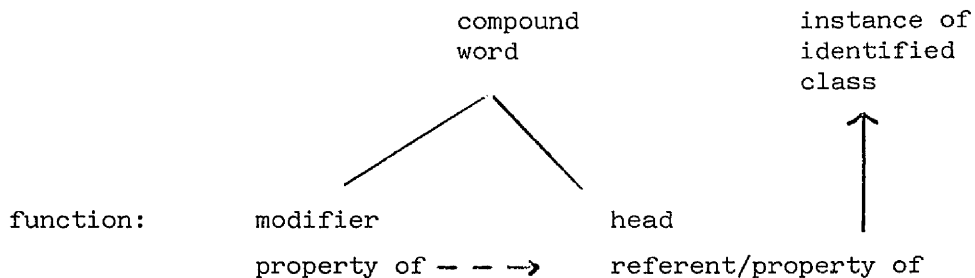 compound instance of
word identified
class
function: modifier head
property of referent/property of